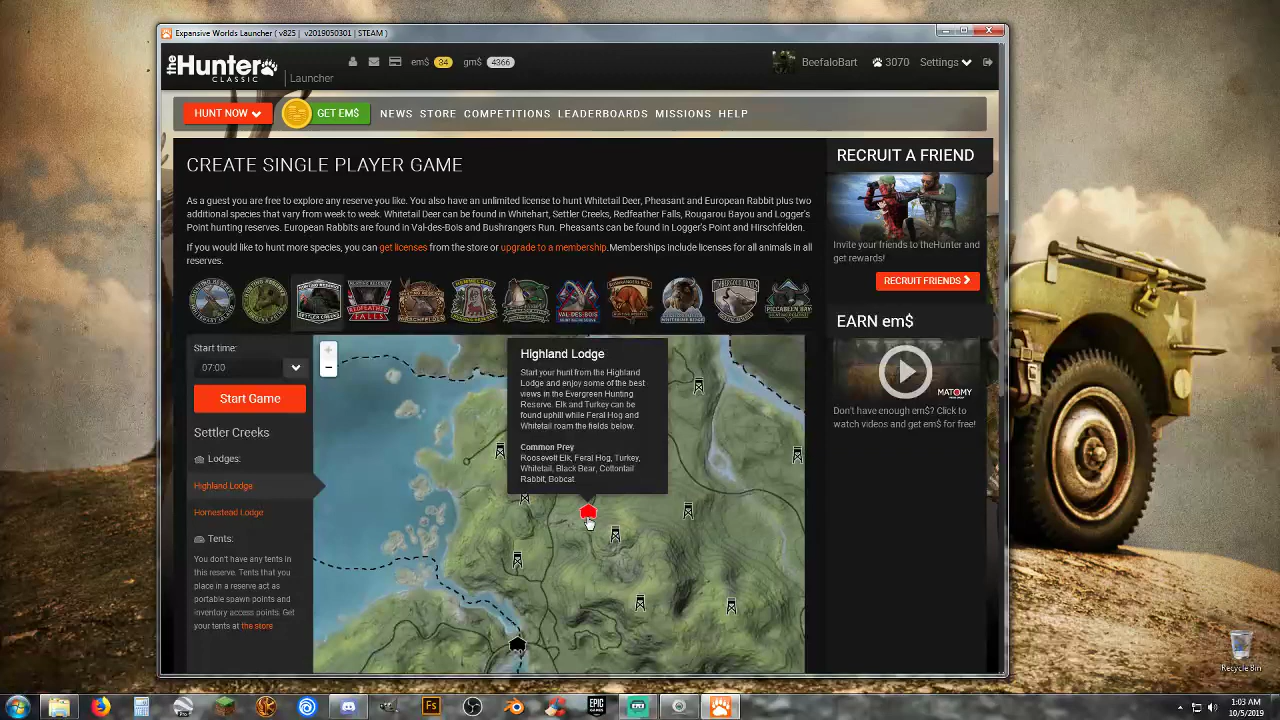 Expansive Worlds Launcher ( v825 | v2019050301 | STEAM )
theHunter
CLASSIC
Launcher
em$ 34 gm$ 4366
BeefaloBart 3070 Settings
HUNT NOW
GET EM$
NEWS STORE COMPETITIONS LEADERBOARDS MISSIONS HELP
CREATE SINGLE PLAYER GAME
As a guest you are free to explore any reserve you like. You also have an unlimited license to hunt Whitetail Deer, Pheasant and European Rabbit plus two
additional species that vary from week to week. Whitetail Deer can be found in Whitehart, Settler Creeks, Redfeather Falls, Rougarou Bayou and Logger's
Point hunting reserves. European Rabbits are found in Val-des-Bois and Bushrangers Run. Pheasants can be found in Logger's Point and Hirschfelden.
If you would like to hunt more species, you can get licenses from the store or upgrade to a membership.Memberships include licenses for all animals in all
reserves.
SETTLER CREEKS
REDFEATHER
FALLS
VAL-DES-BOIS
Start time:
07:00
Start Game
Settler Creeks
Lodges:
Highland Lodge
Homestead Lodge
Tents:
You don't have any tents in
this reserve. Tents that you
place in a reserve act as
portable spawn points and
inventory access points. Get
your tents at the store
+
−
Highland Lodge
Start your hunt from the Highland
Lodge and enjoy some of the best
views in the Evergreen Hunting
Reserve. Elk and Turkey can be
found uphill while Feral Hog and
Whitetail roam the fields below.
Common Prey
Roosevelt Elk, Feral Hog, Turkey,
Whitetail, Black Bear, Cottontail
Rabbit, Bobcat
RECRUIT A FRIEND
Invite your friends to theHunter and
get rewards!
RECRUIT FRIENDS
EARN em$
MATOMY
Don't have enough em$? Click to
watch videos and get em$ for free!
Recycle Bin
Fs
EPIC
GAMES
1:03 AM
10/5/2019